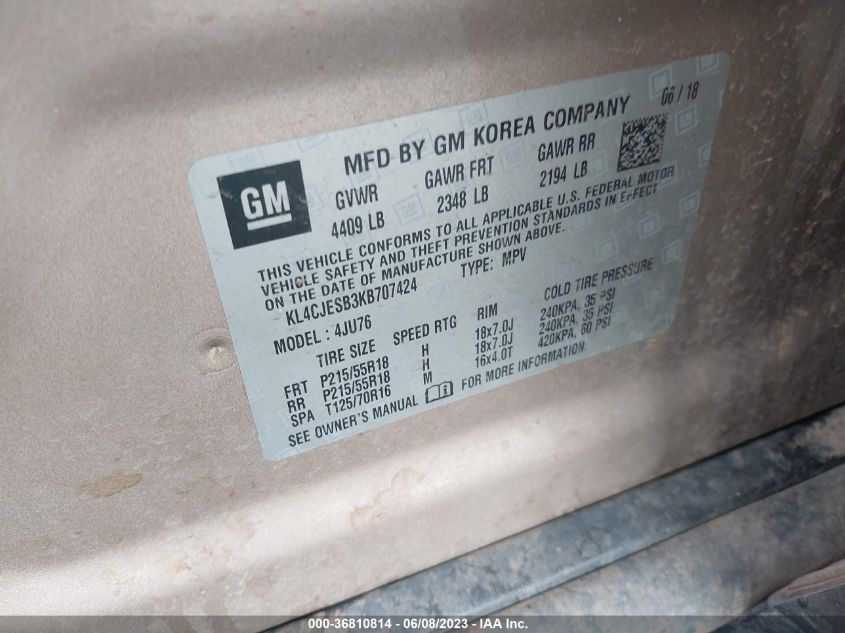 MFD BY GM KOREA COMPANY 06 / 18
GM
GVWR GAWR FRT GAWR RR
4409 LB 2348 LB 2194 LB
THIS VEHICLE CONFORMS TO ALL APPLICABLE U.S. FEDERAL MOTOR
VEHICLE SAFETY AND THEFT PREVENTION STANDARDS IN EFFECT
ON THE DATE OF MANUFACTURE SHOWN ABOVE.
KL4CJESB3KB707424 TYPE: MPV
MODEL : 4JU76
TIRE SIZE SPEED RTG RIM COLD TIRE PRESSURE
FRT P215/55R18 H 18x7.0J 240KPA, 35 PSI
RR P215/55R18 H 18x7.0J 240KPA, 35 PSI
SPA T125/70R16 M 16x4.0T 420KPA, 60 PSI
SEE OWNER'S MANUAL FOR MORE INFORMATION.
000-36810814 - 06/08/2023 - IAA Inc.